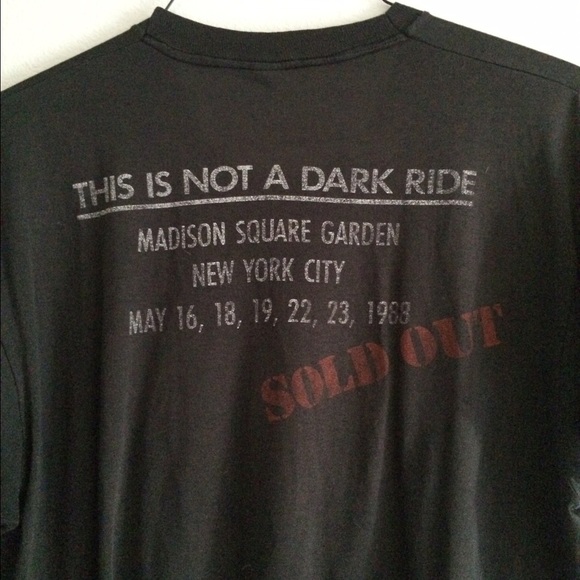 THIS IS NOT A DARK RIDE
MADISON SQUARE GARDEN
NEW YORK CITY
MAY 16, 18, 19, 22, 23, 1988
SOLD OUT